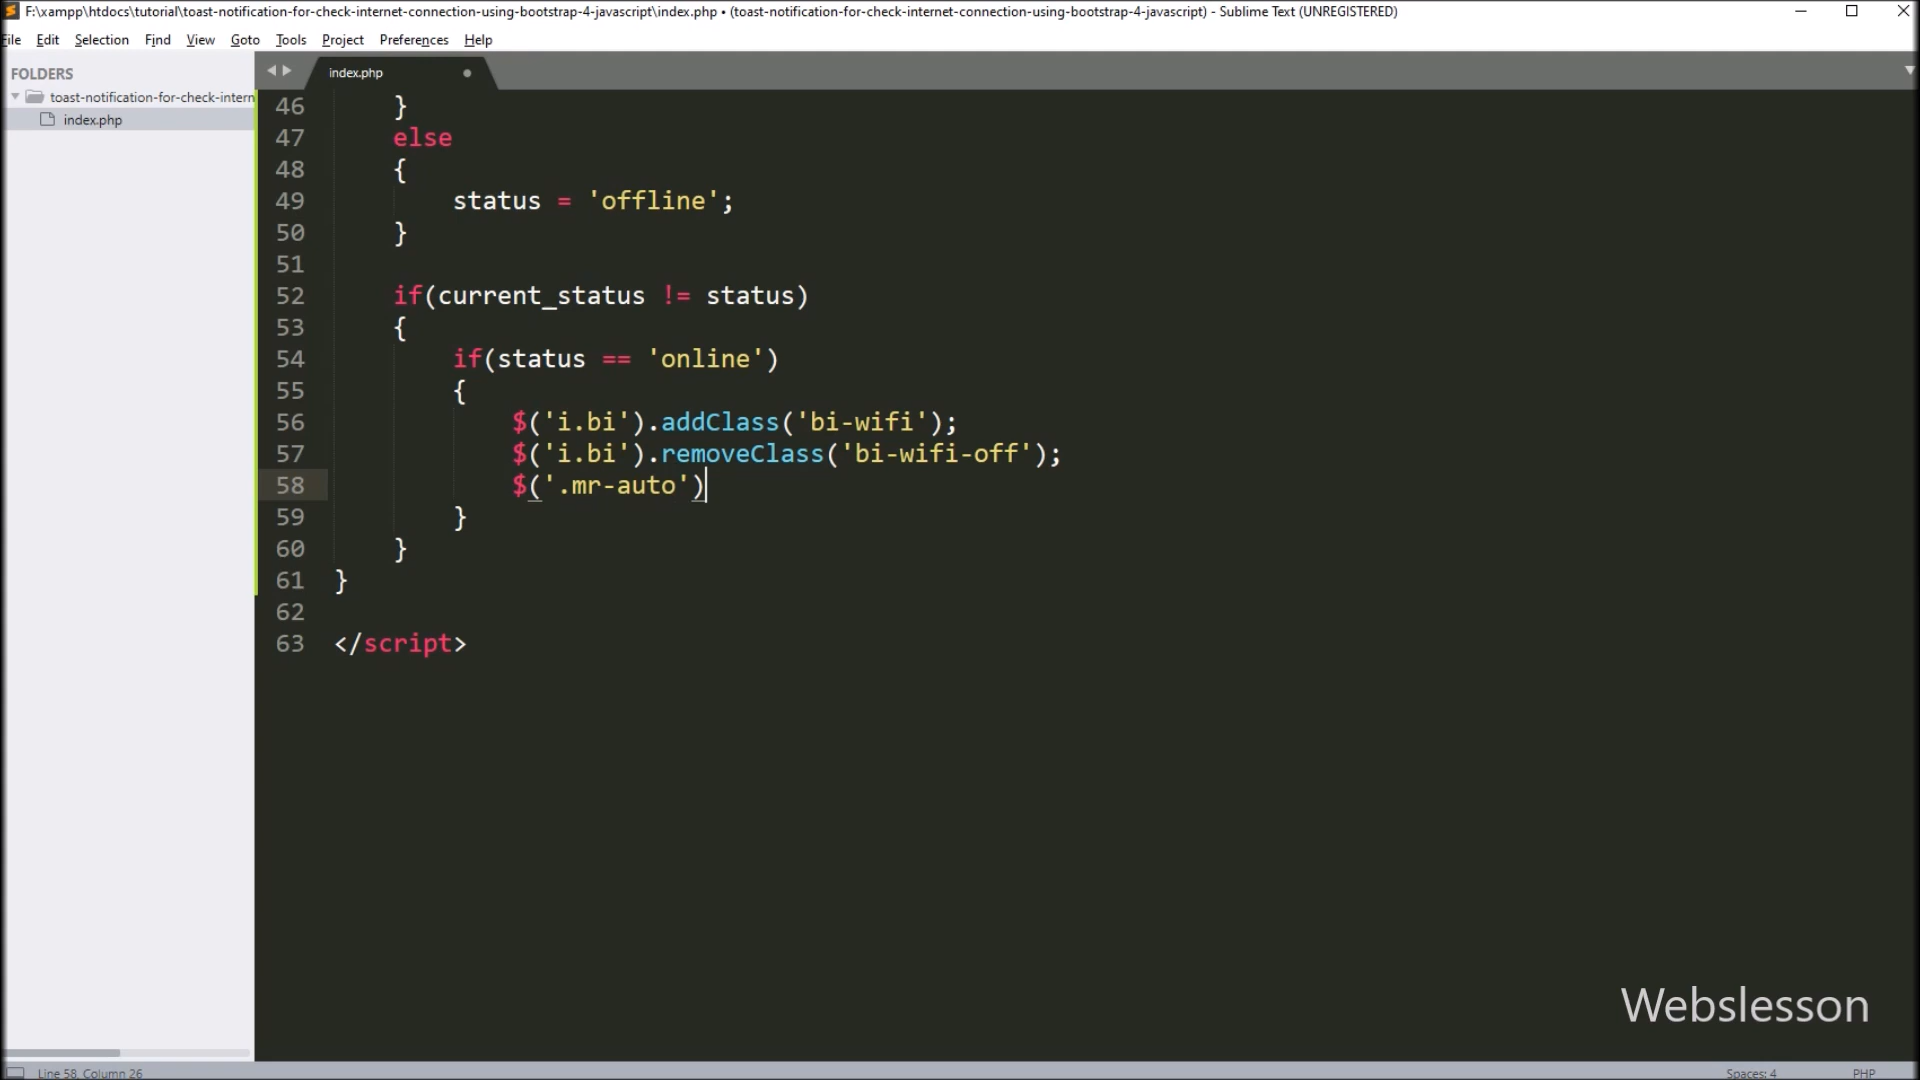 F:\xampp\htdocs\tutorial\toast-notification-for-check-internet-connection-using-bootstrap-4-javascript\index.php • (toast-notification-for-check-internet-connection-using-bootstrap-4-javascript) - Sublime Text (UNREGISTERED)
File Edit Selection Find View Goto Tools Project Preferences Help
FOLDERS
toast-notification-for-check-intern
index.php
index.php
46 }
47 else
48 {
49 status = 'offline';
50 }
51
52 if(current_status != status)
53 {
54 if(status == 'online')
55 {
56 $('i.bi').addClass('bi-wifi');
57 $('i.bi').removeClass('bi-wifi-off');
58 $('.mr-auto')
59 }
60 }
61 }
62
63 </script>
Webslesson
Line 58, Column 26 Spaces: 4 PHP